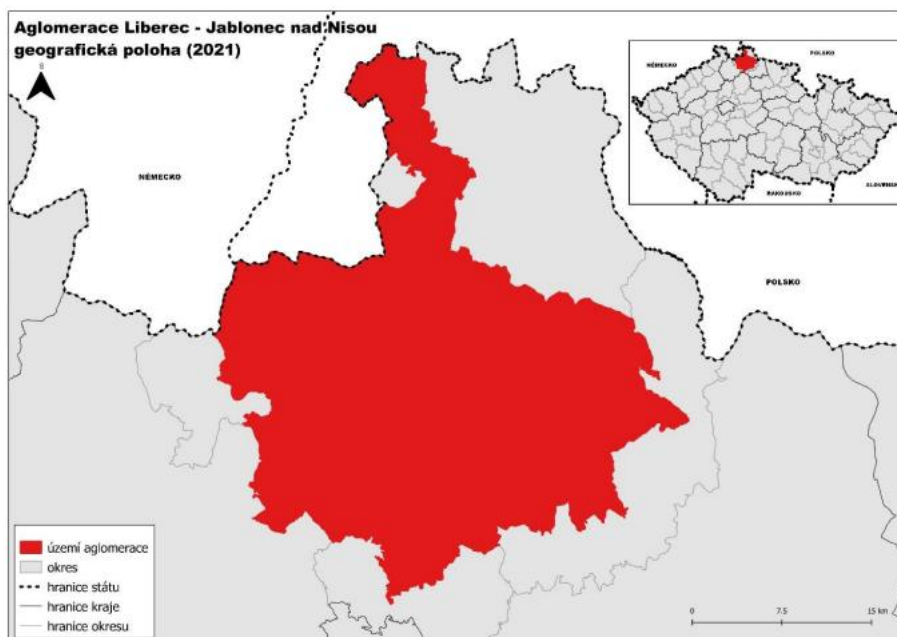 Aglomerace Liberec - Jablonec nad Nisou
geografická poloha (2021)
NĚMECKO
POLSKO
NĚMECKO
POLSKO
RAKOUSKO
území aglomerace
okres
hranice státu
hranice kraje
hranice okresu
0 7.5 15 km